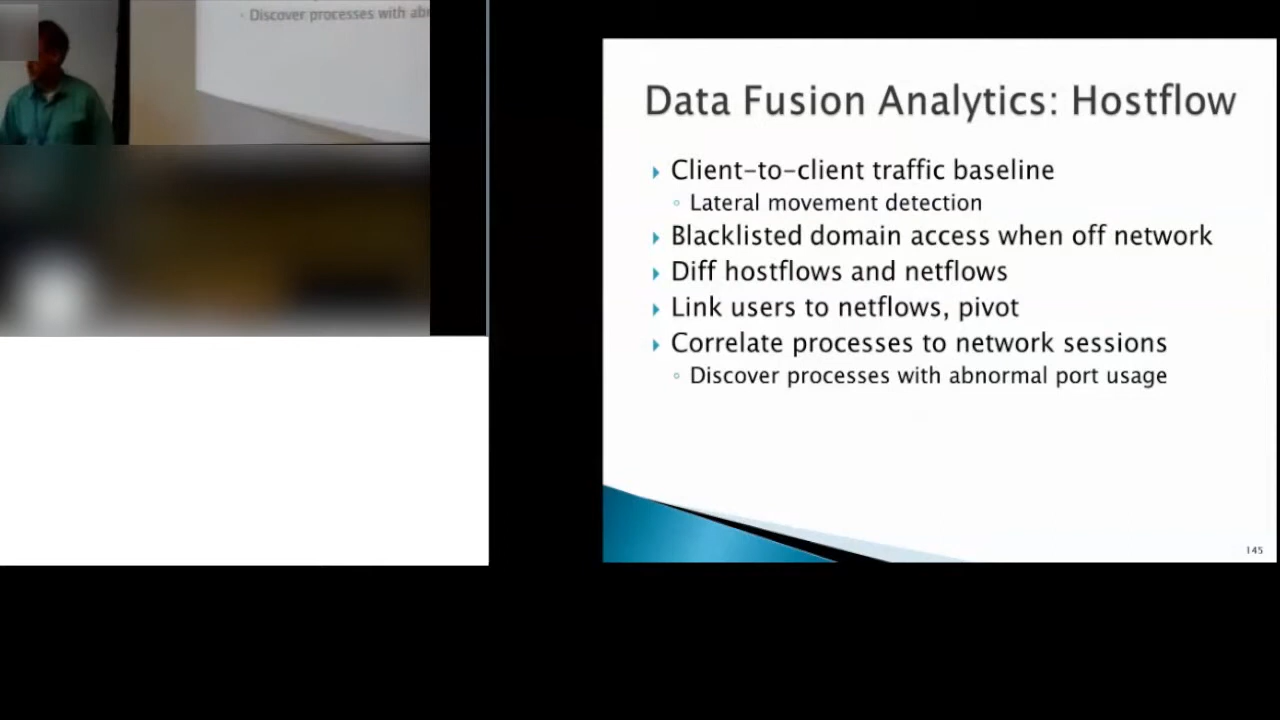 Discover processes with
Data Fusion Analytics: Hostflow
Client-to-client traffic baseline
Lateral movement detection
Blacklisted domain access when off network
Diff hostflows and netflows
Link users to netflows, pivot
Correlate processes to network sessions
Discover processes with abnormal port usage
145